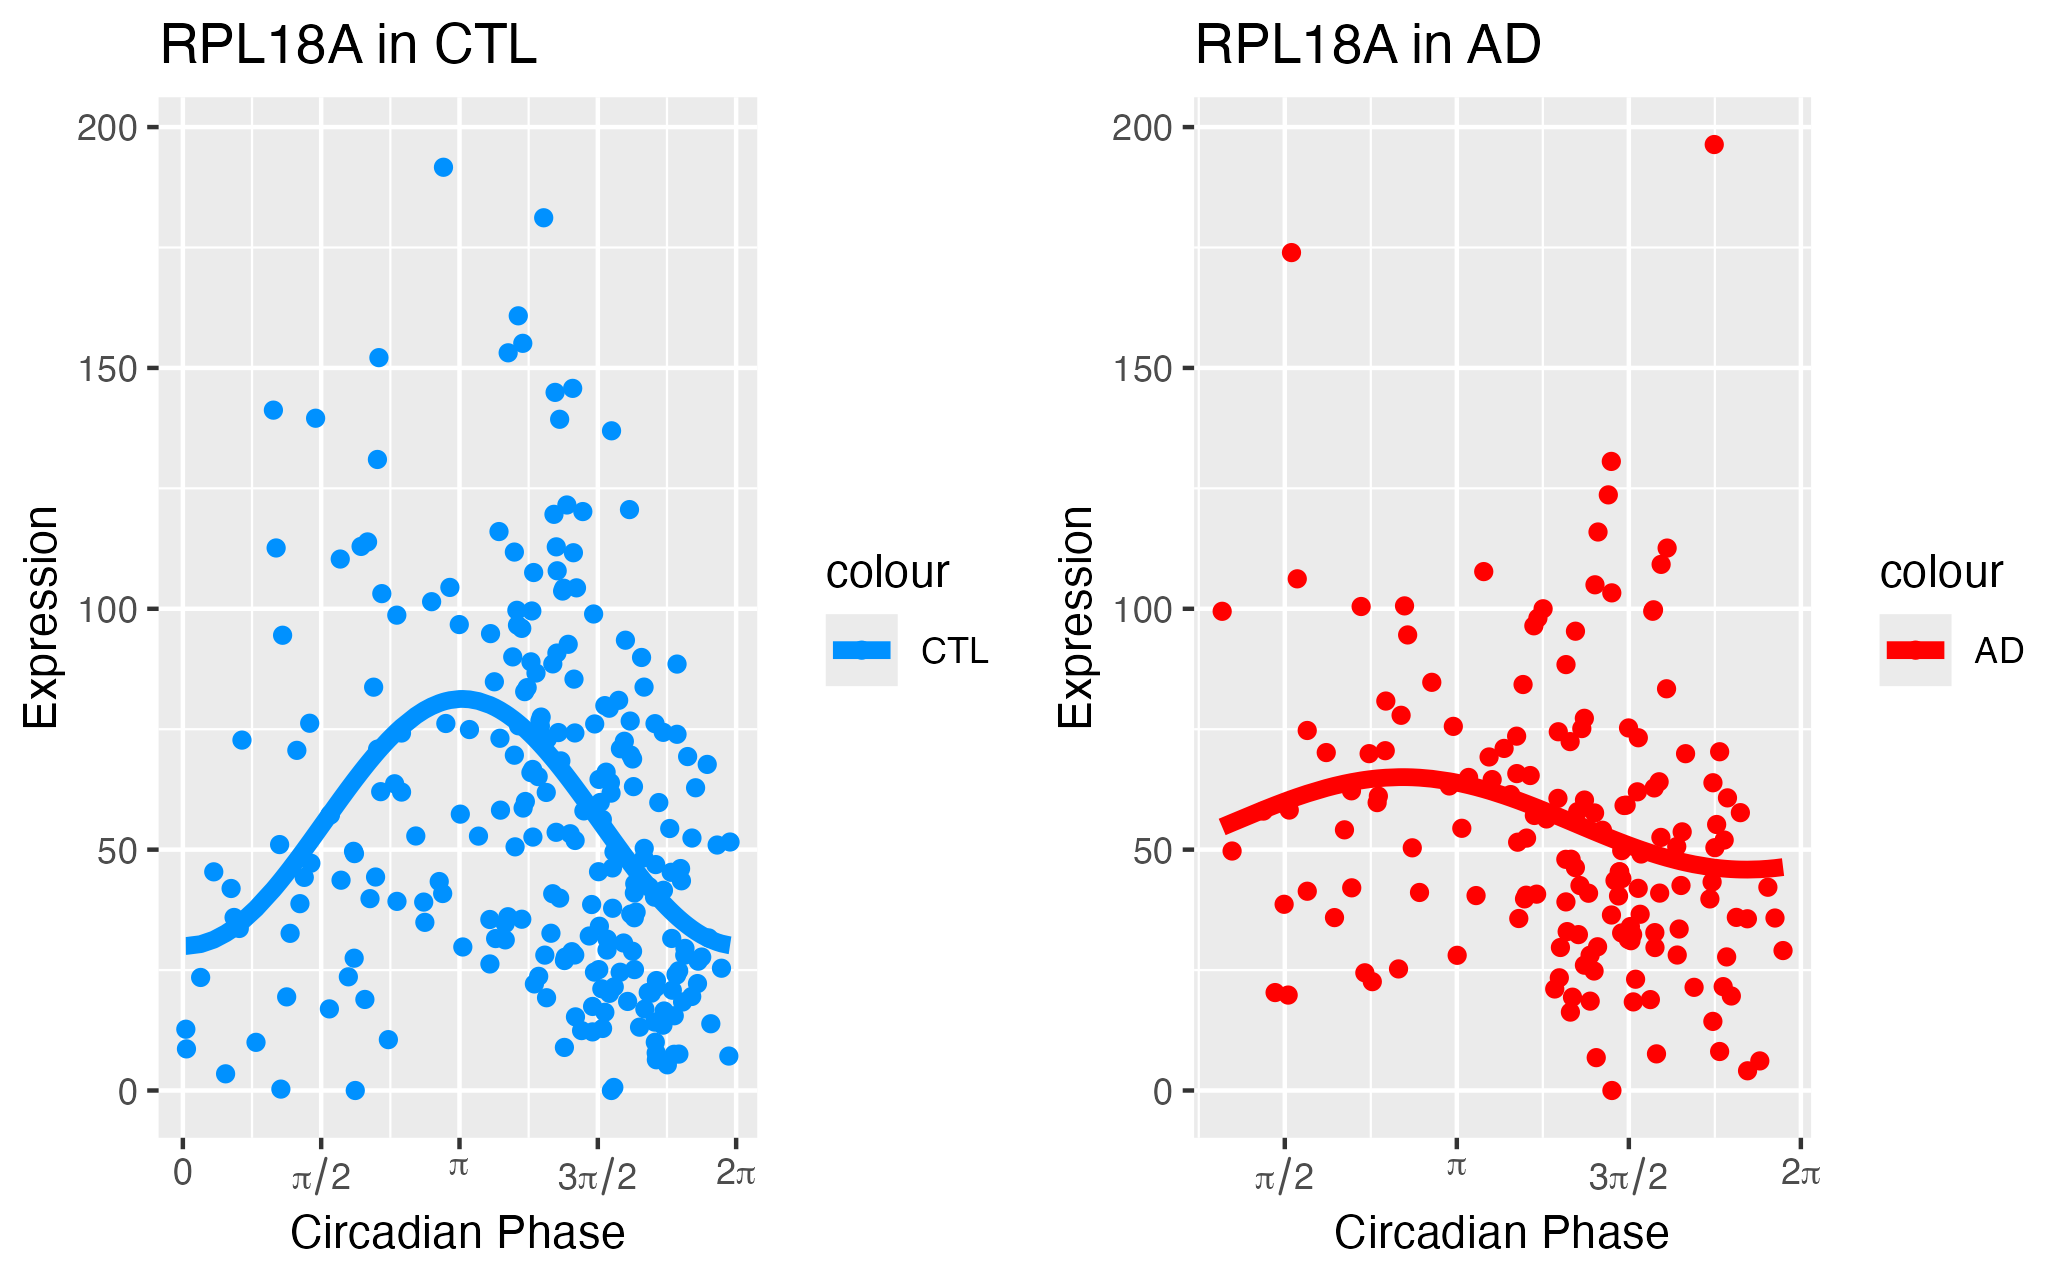 RPL18A in CTL
200
150
100
50
0
Expression
0 π/2 π 3π/2 2π
Circadian Phase
colour
CTL
RPL18A in AD
200
150
100
50
0
Expression
π/2 π 3π/2 2π
Circadian Phase
colour
AD